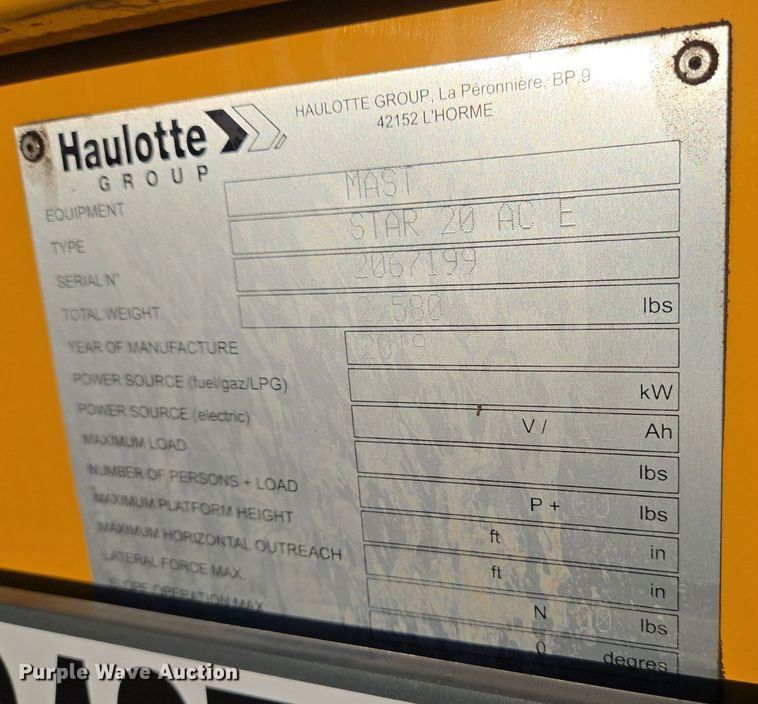 Haulotte
GROUP
HAULOTTE GROUP, La Péronnière, BP.9
42152 L'HORME
EQUIPMENT MAST
TYPE STAR 20 AC E
SERIAL N°
TOTAL WEIGHT 2,580 lbs
YEAR OF MANUFACTURE 2019
POWER SOURCE (fuel/gaz/LPG) kW
POWER SOURCE (electric) V / Ah
MAXIMUM LOAD lbs
NUMBER OF PERSONS + LOAD P + lbs
MAXIMUM PLATFORM HEIGHT ft in
MAXIMUM HORIZONTAL OUTREACH ft in
LATERAL FORCE MAX. N lbs
SLOPE OPERATION MAX degres
Purple Wave Auction